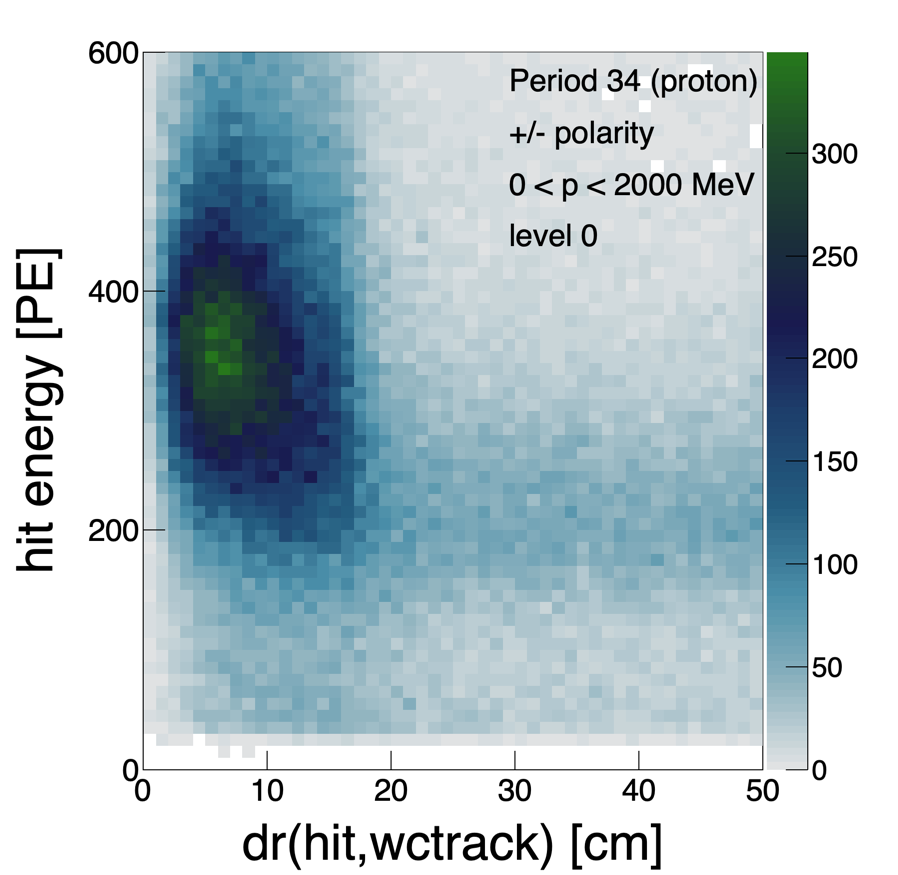 600
Period 34 (proton)
+/- polarity
0 < p < 2000 MeV
level 0
400
200
0
hit energy [PE]
0 10 20 30 40 50
dr(hit,wctrack) [cm]
300
250
200
150
100
50
0